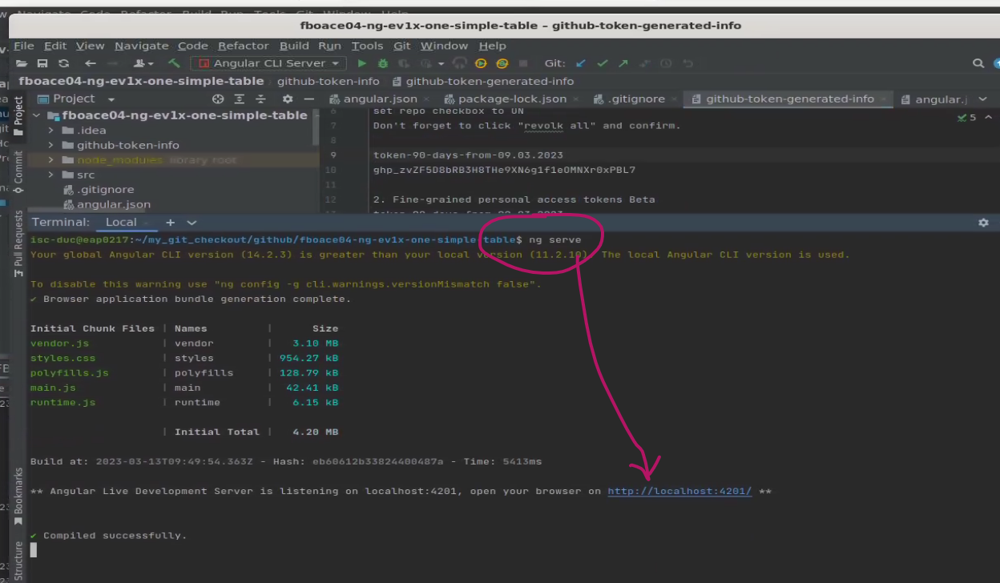 fboace04-ng-ev1x-one-simple-table – github-token-generated-info
File Edit View Navigate Code Refactor Build Run Tools Git Window Help
Angular CLI Server Git:
fboace04-ng-ev1x-one-simple-table github-token-info github-token-generated-info
Project angular.json package-lock.json .gitignore github-token-generated-info angular.j
Project
Commit
Pull Requests
Bookmarks
Structure
fboace04-ng-ev1x-one-simple-table
.idea
github-token-info
node_modules library root
src
.gitignore
angular.json
6 set repo checkbox to ON
7 Don't forget to click "revolk all" and confirm.
8
9 token-90-days-from-09.03.2023
10 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
11
12 2. Fine-grained personal access tokens Beta
5
Terminal: Local
isc-duc@eap0217:~/my_git_checkout/github/fboace04-ng-ev1x-one-simple-table$ ng serve
Your global Angular CLI version (14.2.3) is greater than your local version (11.2.10). The local Angular CLI version is used.
To disable this warning use "ng config -g cli.warnings.versionMismatch false".
✔ Browser application bundle generation complete.
Initial Chunk Files | Names | Size
vendor.js | vendor | 3.10 MB
styles.css | styles | 954.27 kB
polyfills.js | polyfills | 128.79 kB
main.js | main | 42.41 kB
runtime.js | runtime | 6.15 kB
| Initial Total | 4.20 MB
Build at: 2023-03-13T09:49:54.363Z - Hash: eb60612b33824400487a - Time: 5413ms
** Angular Live Development Server is listening on localhost:4201, open your browser on http://localhost:4201/ **
✔ Compiled successfully.